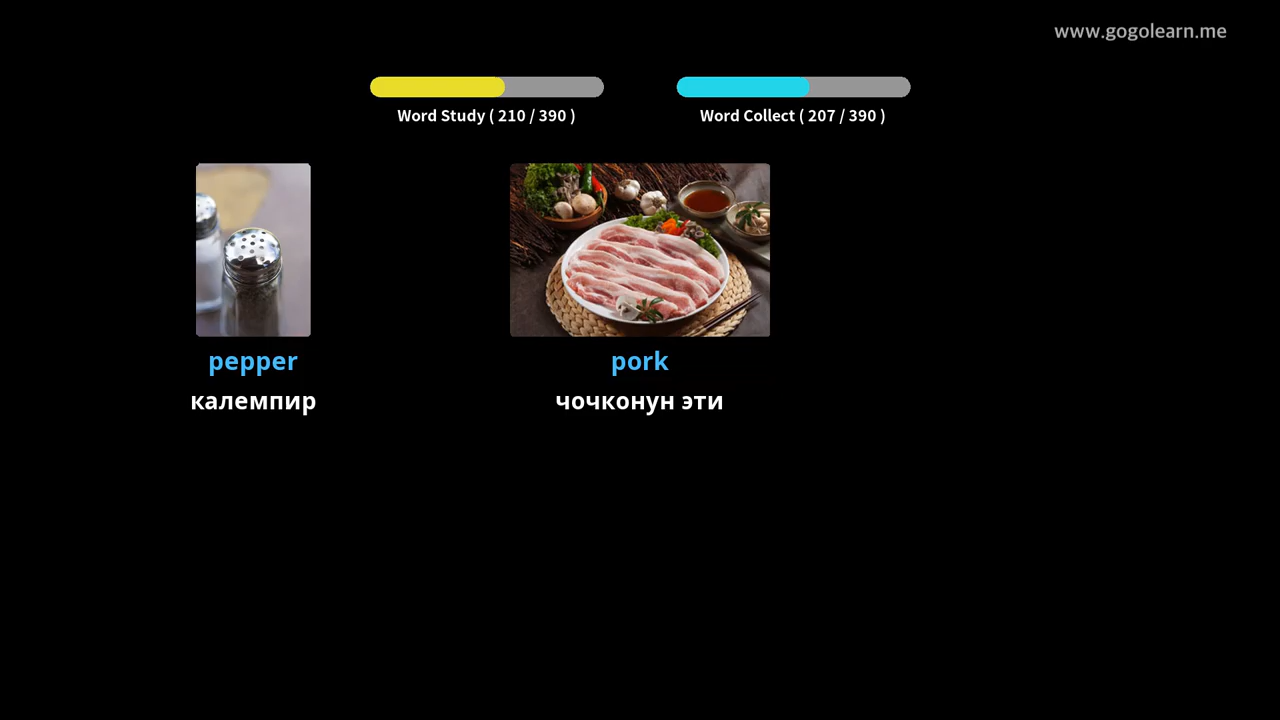 www.gogolearn.me
Word Study ( 210 / 390 )
Word Collect ( 207 / 390 )
pepper
pork
калемпир
чочконун эти